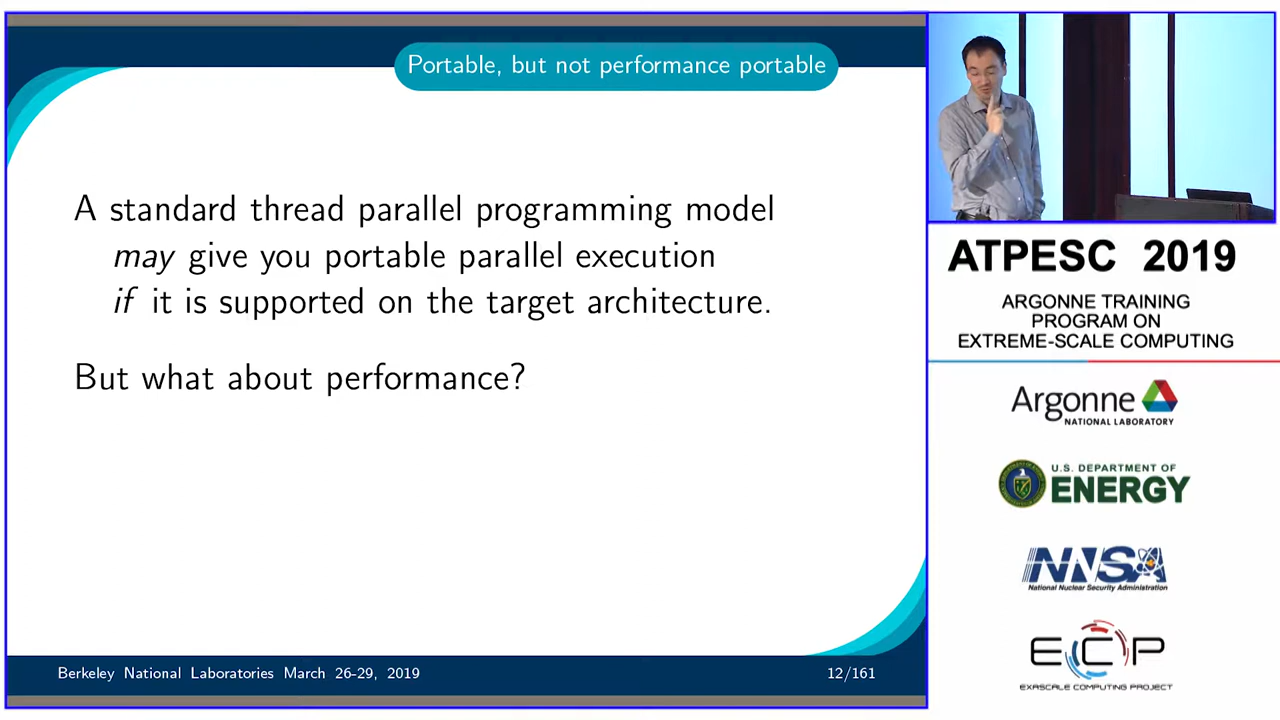 Portable, but not performance portable
A standard thread parallel programming model
may give you portable parallel execution
if it is supported on the target architecture.
But what about performance?
Berkeley National Laboratories March 26-29, 2019
12/161
ATPESC 2019
ARGONNE TRAINING
PROGRAM ON
EXTREME-SCALE COMPUTING
Argonne
NATIONAL LABORATORY
U.S. DEPARTMENT OF
ENERGY
NNSA
National Nuclear Security Administration
ECP
EXASCALE COMPUTING PROJECT